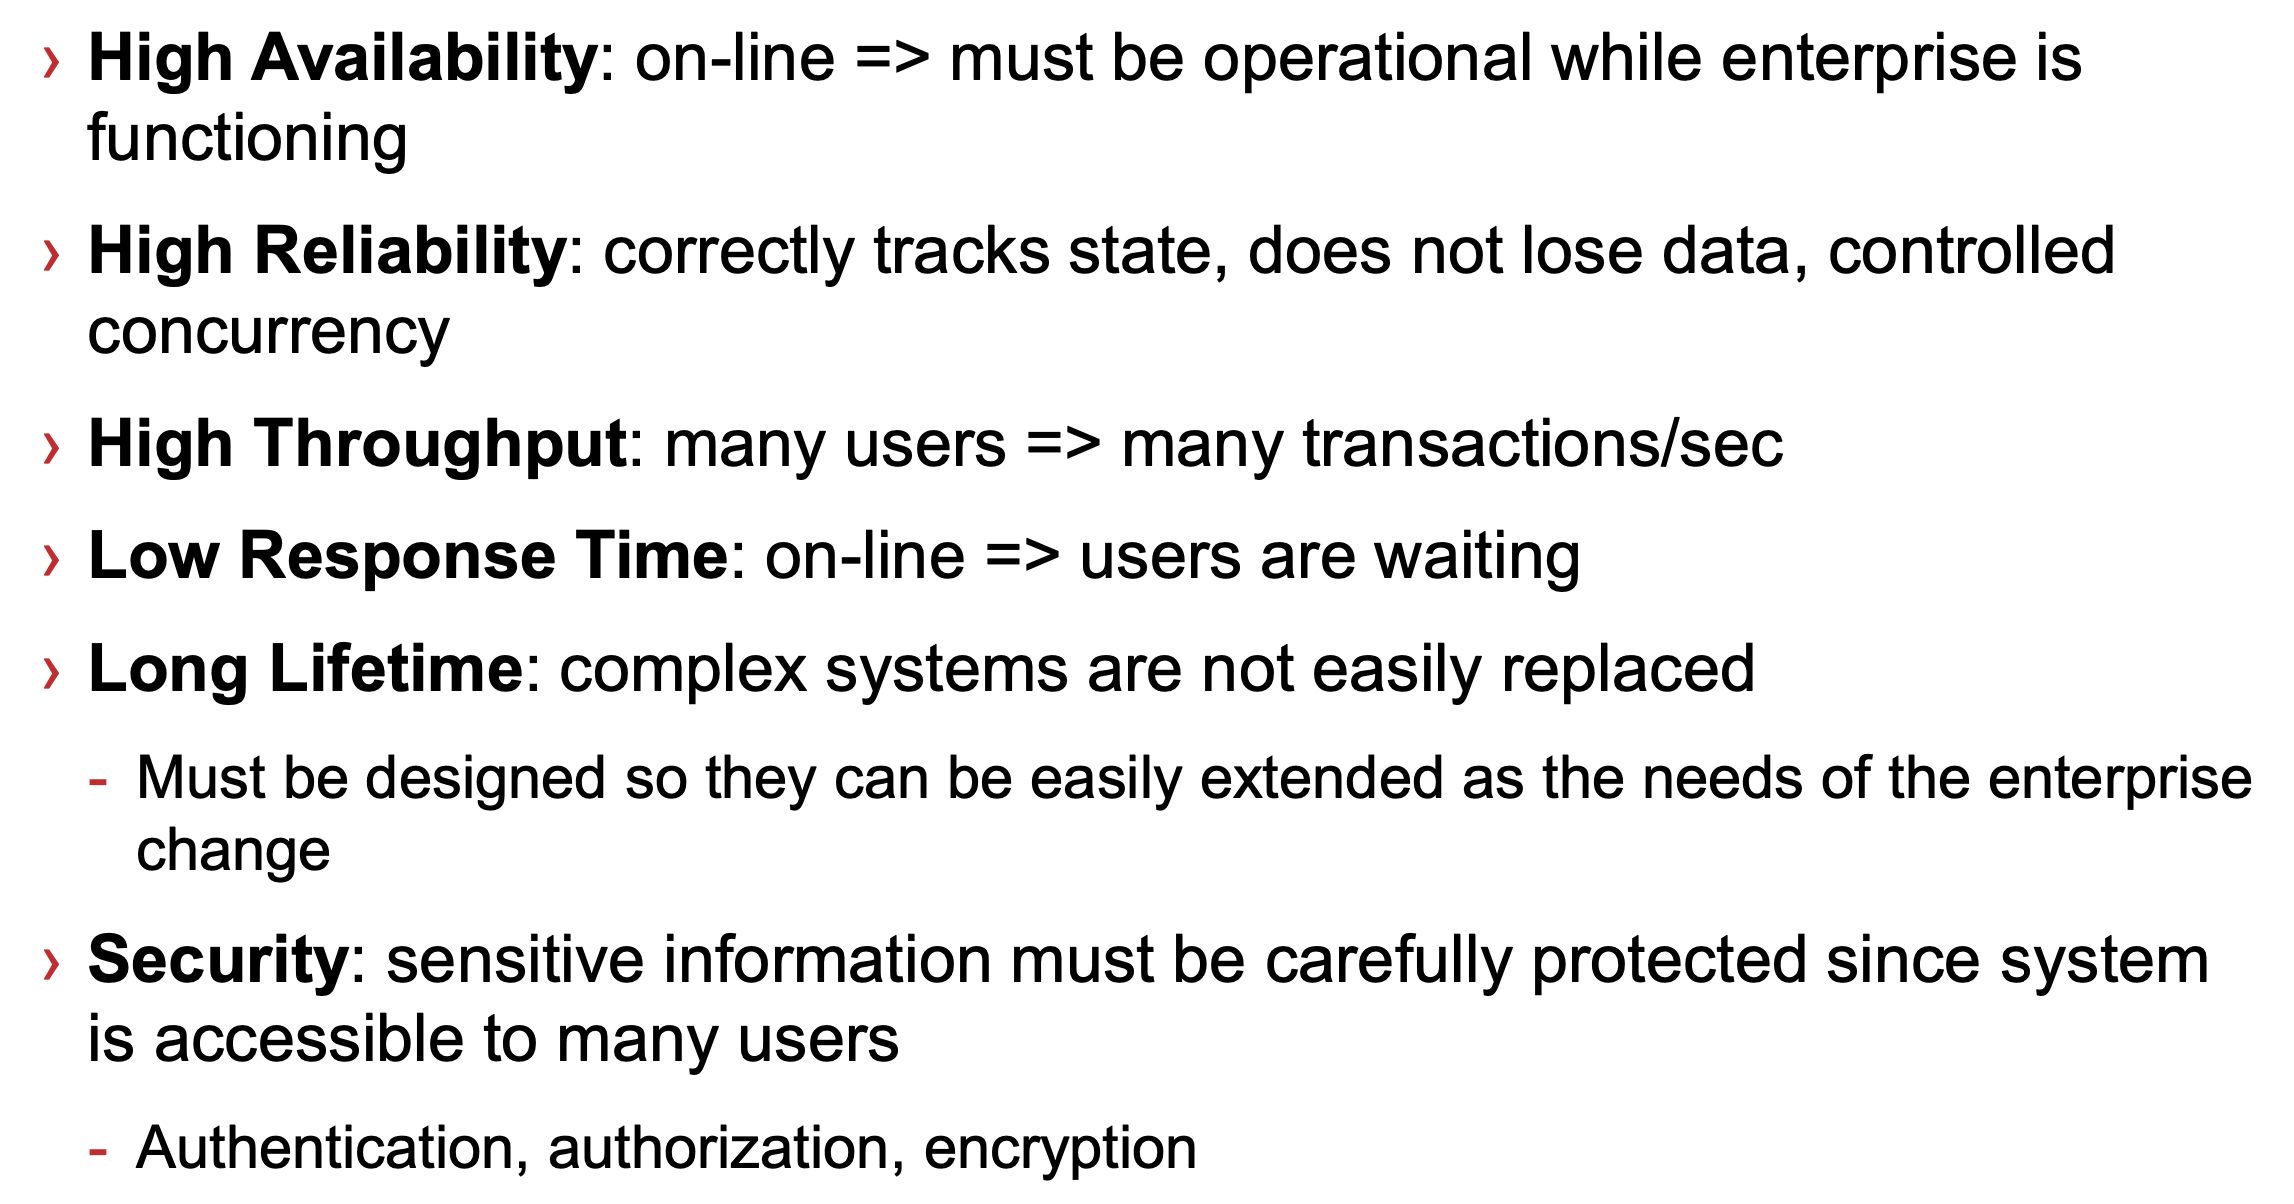 › High Availability: on-line => must be operational while enterprise is
functioning
› High Reliability: correctly tracks state, does not lose data, controlled
concurrency
› High Throughput: many users => many transactions/sec
› Low Response Time: on-line => users are waiting
› Long Lifetime: complex systems are not easily replaced
- Must be designed so they can be easily extended as the needs of the enterprise
change
› Security: sensitive information must be carefully protected since system
is accessible to many users
- Authentication, authorization, encryption